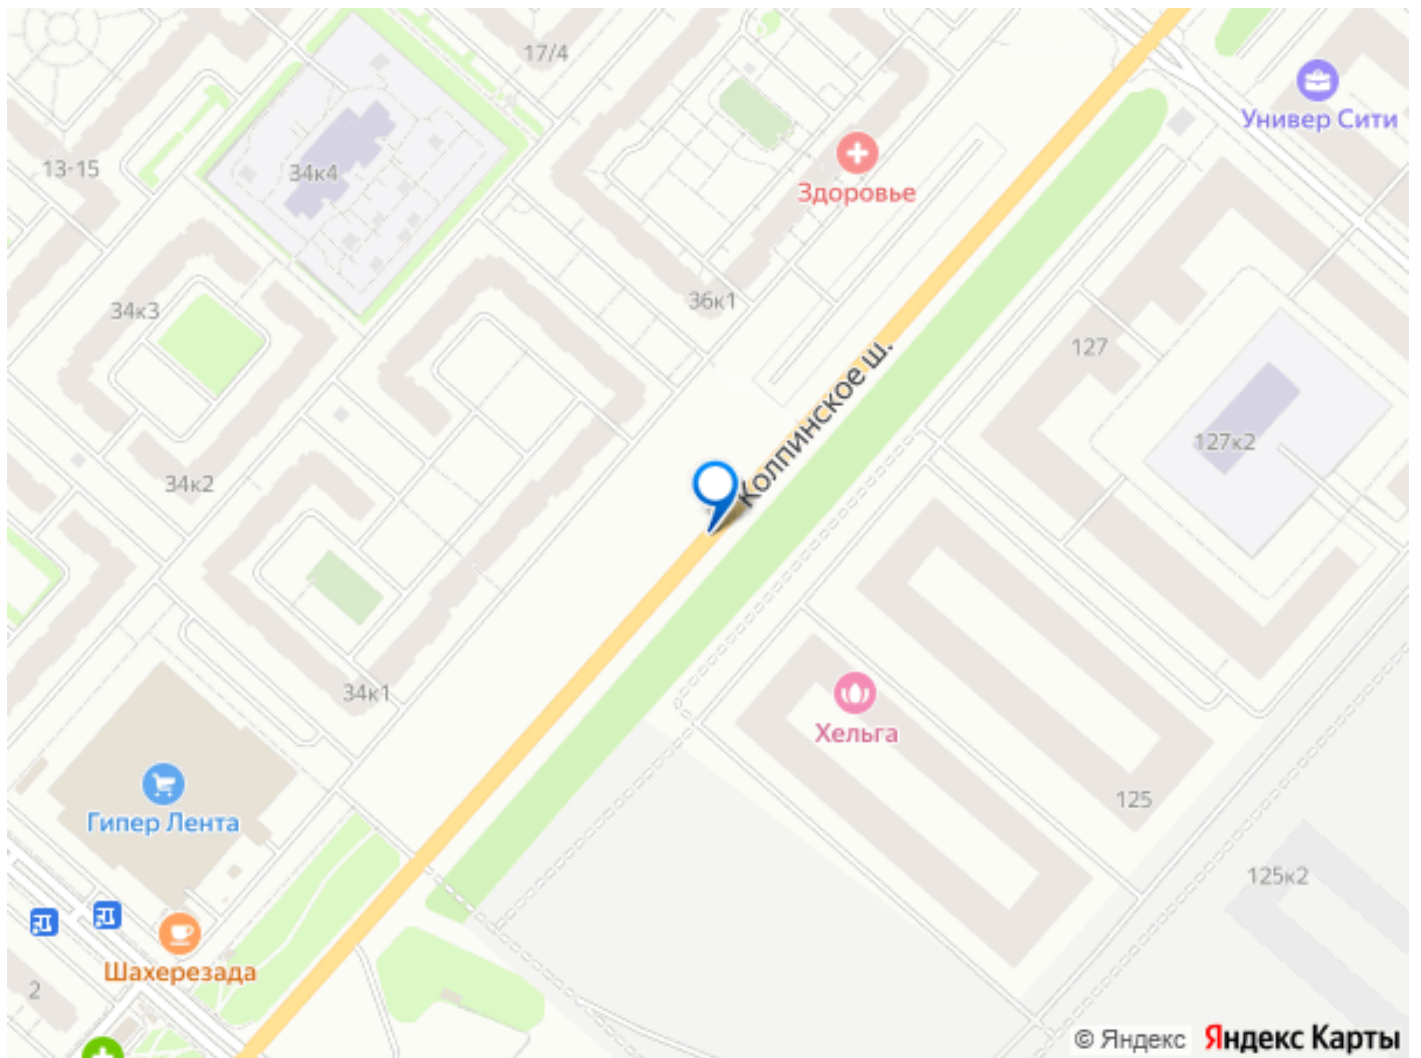 17/4
Универ Сити
13-15
34к4
Здоровье
36к1
34к3
127
Колпинское ш.
127к2
34к2
34к1
Хельга
Гипер Лента
125
125к2
Шахерезада
2
© Яндекс Яндекс Карты